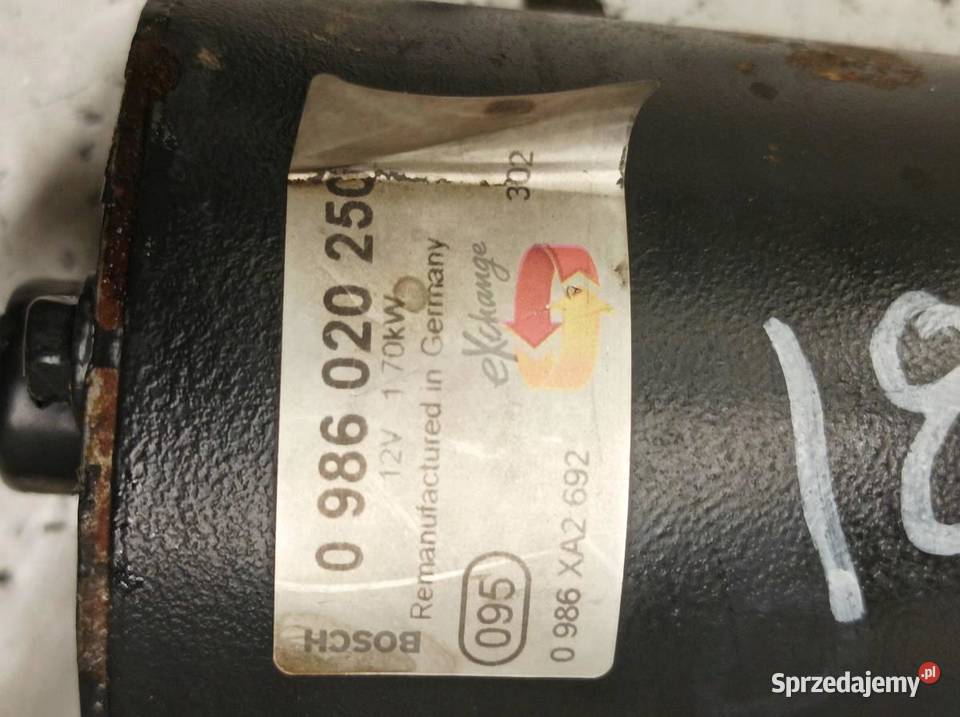 BOSCH
0 986 020 250
12V 1 70kW
Remanufactured in Germany
095
eXchange
302
0 986 XA2 692
18
Sprzedajemy.pl